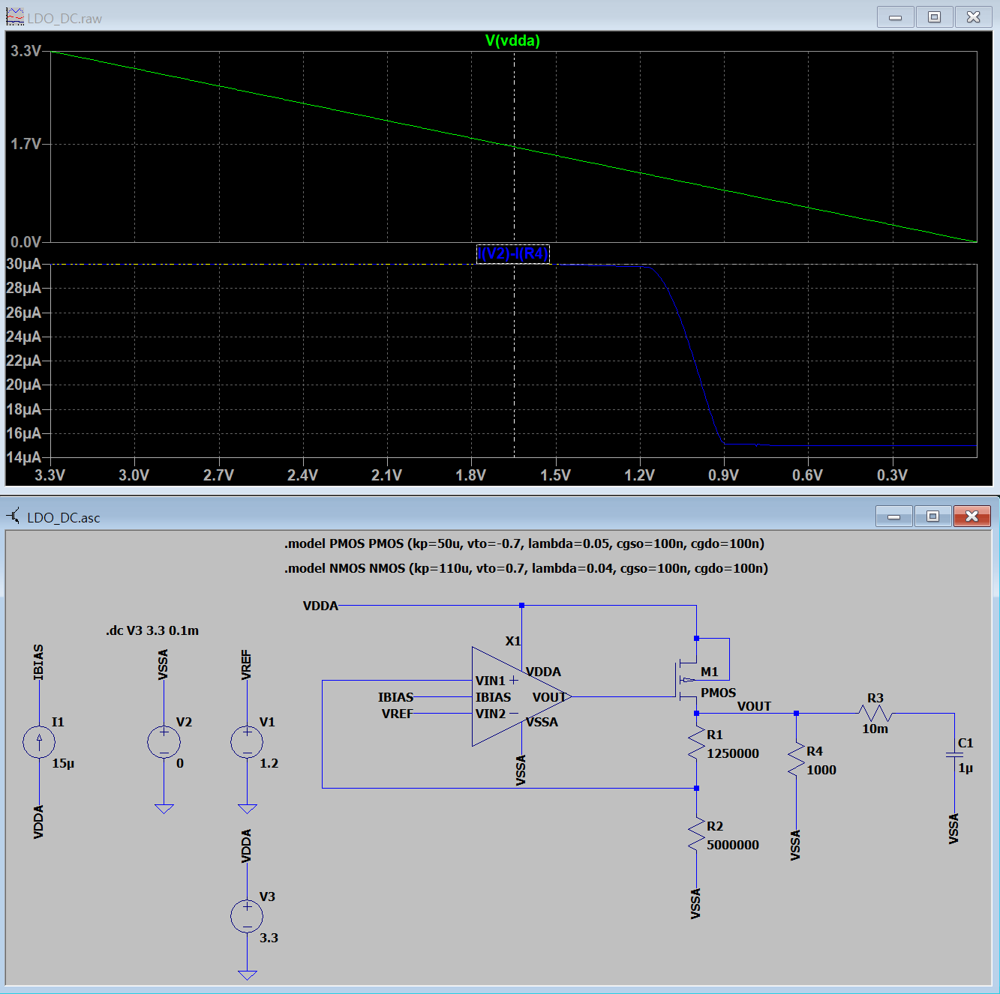 LDO_DC.raw
V(vdda)
3.3V
1.7V
0.0V
I(V2)-I(R4)
30µA
28µA
26µA
24µA
22µA
20µA
18µA
16µA
14µA
3.3V 3.0V 2.7V 2.4V 2.1V 1.8V 1.5V 1.2V 0.9V 0.6V 0.3V
LDO_DC.asc
.model PMOS PMOS (kp=50u, vto=-0.7, lambda=0.05, cgso=100n, cgdo=100n)
.model NMOS NMOS (kp=110u, vto=0.7, lambda=0.04, cgso=100n, cgdo=100n)
VDDA
.dc V3 3.3 0.1m
IBIAS
I1
15µ
VDDA
VSSA
V2
0
VREF
V1
1.2
VDDA
V3
3.3
X1
VDDA
VIN1 +
IBIAS IBIAS VOUT
VREF VIN2 −
VSSA
VSSA
M1
PMOS
VOUT
R1
1250000
R2
5000000
VSSA
R4
1000
VSSA
R3
10m
C1
1µ
VSSA